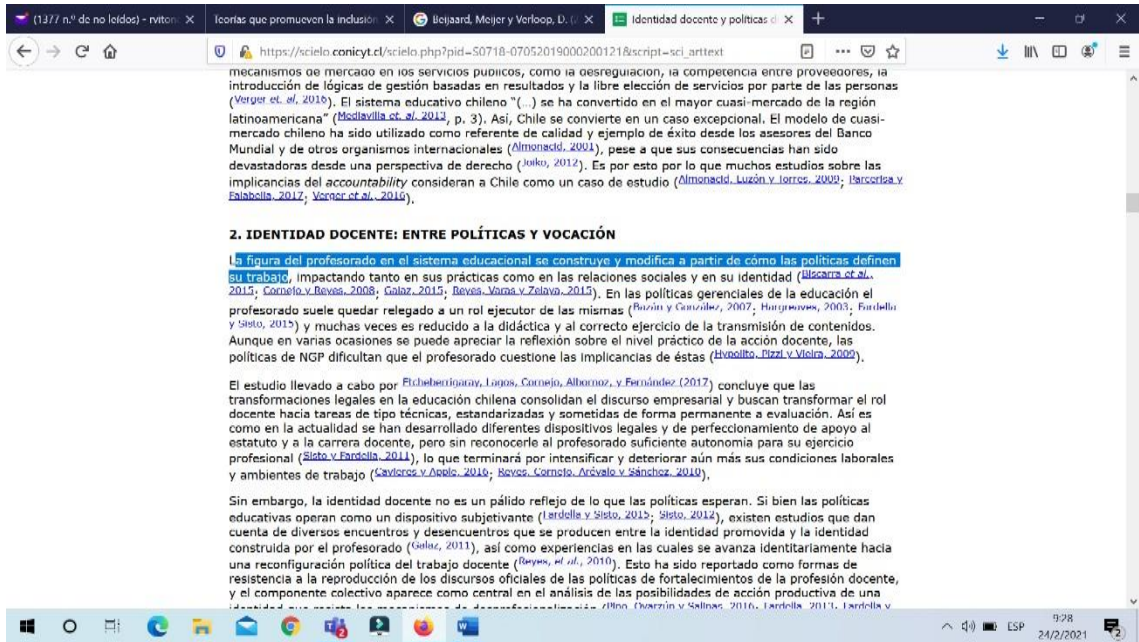 (1377 n.º de no leídos) - rviton
Teorías que promueven la inclusión
Beijaard, Meijer y Verloop, D. (
Identidad docente y políticas d
https://scielo.conicyt.cl/scielo.php?pid=S0718-07052019000200121&script=sci_arttext
mecanismos de mercado en los servicios públicos, como la desregulación, la competencia entre proveedores, la
introducción de lógicas de gestión basadas en resultados y la libre elección de servicios por parte de las personas
(Verger et. al, 2016). El sistema educativo chileno "(...) se ha convertido en el mayor cuasi-mercado de la región
latinoamericana" (Mediavilla et. al, 2013, p. 3). Así, Chile se convierte en un caso excepcional. El modelo de cuasi-
mercado chileno ha sido utilizado como referente de calidad y ejemplo de éxito desde los asesores del Banco
Mundial y de otros organismos internacionales (Almonacid, 2001), pese a que sus consecuencias han sido
devastadoras desde una perspectiva de derecho (Joiko, 2012). Es por esto por lo que muchos estudios sobre las
implicancias del accountability consideran a Chile como un caso de estudio (Almonacid, Luzón y Torres, 2009; Parcerisa y
Falabella, 2017; Verger et al., 2016).
2. IDENTIDAD DOCENTE: ENTRE POLÍTICAS Y VOCACIÓN
La figura del profesorado en el sistema educacional se construye y modifica a partir de cómo las políticas definen
su trabajo, impactando tanto en sus prácticas como en las relaciones sociales y en su identidad (Biscarra et al.,
2015; Cornejo y Reyes, 2008; Galaz, 2015; Reyes, Varas y Zelaya, 2015). En las políticas gerenciales de la educación el
profesorado suele quedar relegado a un rol ejecutor de las mismas (Bazán y González, 2007; Hargreaves, 2003; Fardella
y Sisto, 2015) y muchas veces es reducido a la didáctica y al correcto ejercicio de la transmisión de contenidos.
Aunque en varias ocasiones se puede apreciar la reflexión sobre el nivel práctico de la acción docente, las
políticas de NGP dificultan que el profesorado cuestione las implicancias de éstas (Hypolito, Pizzi y Vieira, 2009).
El estudio llevado a cabo por Etcheberrigaray, Lagos, Cornejo, Albornoz, y Fernández (2017) concluye que las
transformaciones legales en la educación chilena consolidan el discurso empresarial y buscan transformar el rol
docente hacia tareas de tipo técnicas, estandarizadas y sometidas de forma permanente a evaluación. Así es
como en la actualidad se han desarrollado diferentes dispositivos legales y de perfeccionamiento de apoyo al
estatuto y a la carrera docente, pero sin reconocerle al profesorado suficiente autonomía para su ejercicio
profesional (Sisto y Fardella, 2011), lo que terminará por intensificar y deteriorar aún más sus condiciones laborales
y ambientes de trabajo (Cavieres y Apple, 2016; Reyes, Cornejo, Arévalo y Sánchez, 2010).
Sin embargo, la identidad docente no es un pálido reflejo de lo que las políticas esperan. Si bien las políticas
educativas operan como un dispositivo subjetivante (Fardella y Sisto, 2015; Sisto, 2012), existen estudios que dan
cuenta de diversos encuentros y desencuentros que se producen entre la identidad promovida y la identidad
construida por el profesorado (Galaz, 2011), así como experiencias en las cuales se avanza identitariamente hacia
una reconfiguración política del trabajo docente (Reyes, et al., 2010). Esto ha sido reportado como formas de
resistencia a la reproducción de los discursos oficiales de las políticas de fortalecimientos de la profesión docente,
y el componente colectivo aparece como central en el análisis de las posibilidades de acción productiva de una
identidad que resista los mecanismos de desprofesionalización (Pino, Oyarzún y Salinas, 2016; Fardella, 2013; Fardella y
ESP
9:28
24/2/2021